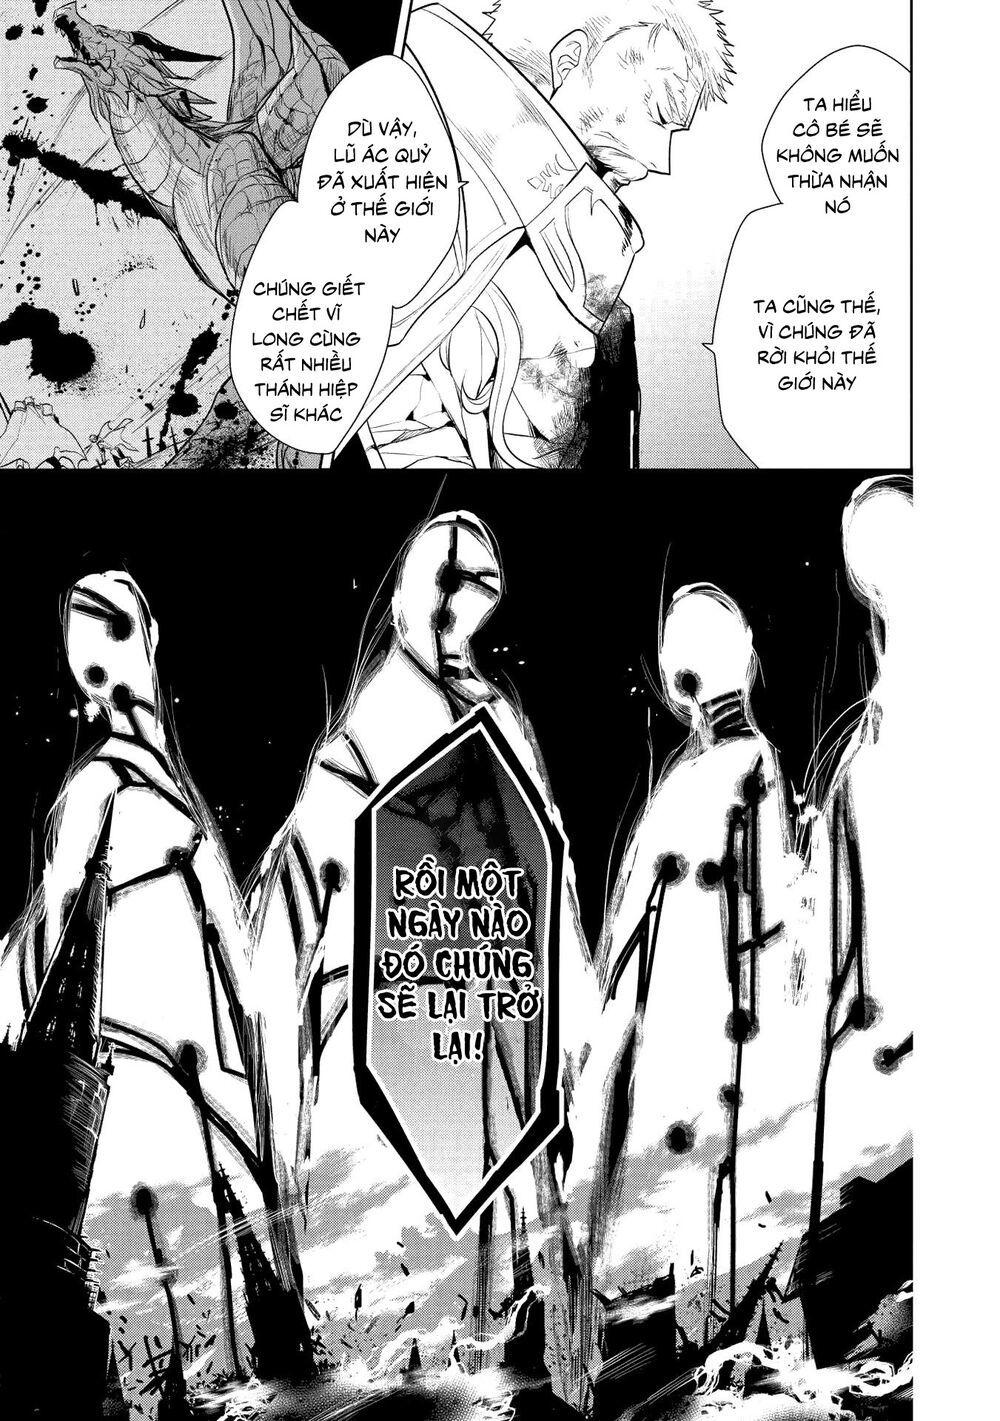 TA HIỂU
CÔ BÉ SẼ
KHÔNG MUỐN
THỪA NHẬN
NÓ
TA CŨNG THẾ,
VÌ CHÚNG ĐÃ
RỜI KHỎI THẾ
GIỚI NÀY
DÙ VẬY,
LŨ ÁC QUỶ
ĐÃ XUẤT HIỆN
Ở THẾ GIỚI
NÀY
CHÚNG GIẾT
CHẾT VĨ
LONG CÙNG
RẤT NHIỀU
THÁNH HIỆP
SĨ KHÁC
RỒI MỘT
NGÀY NÀO
ĐÓ CHÚNG
SẼ LẠI TRỞ
LẠI!